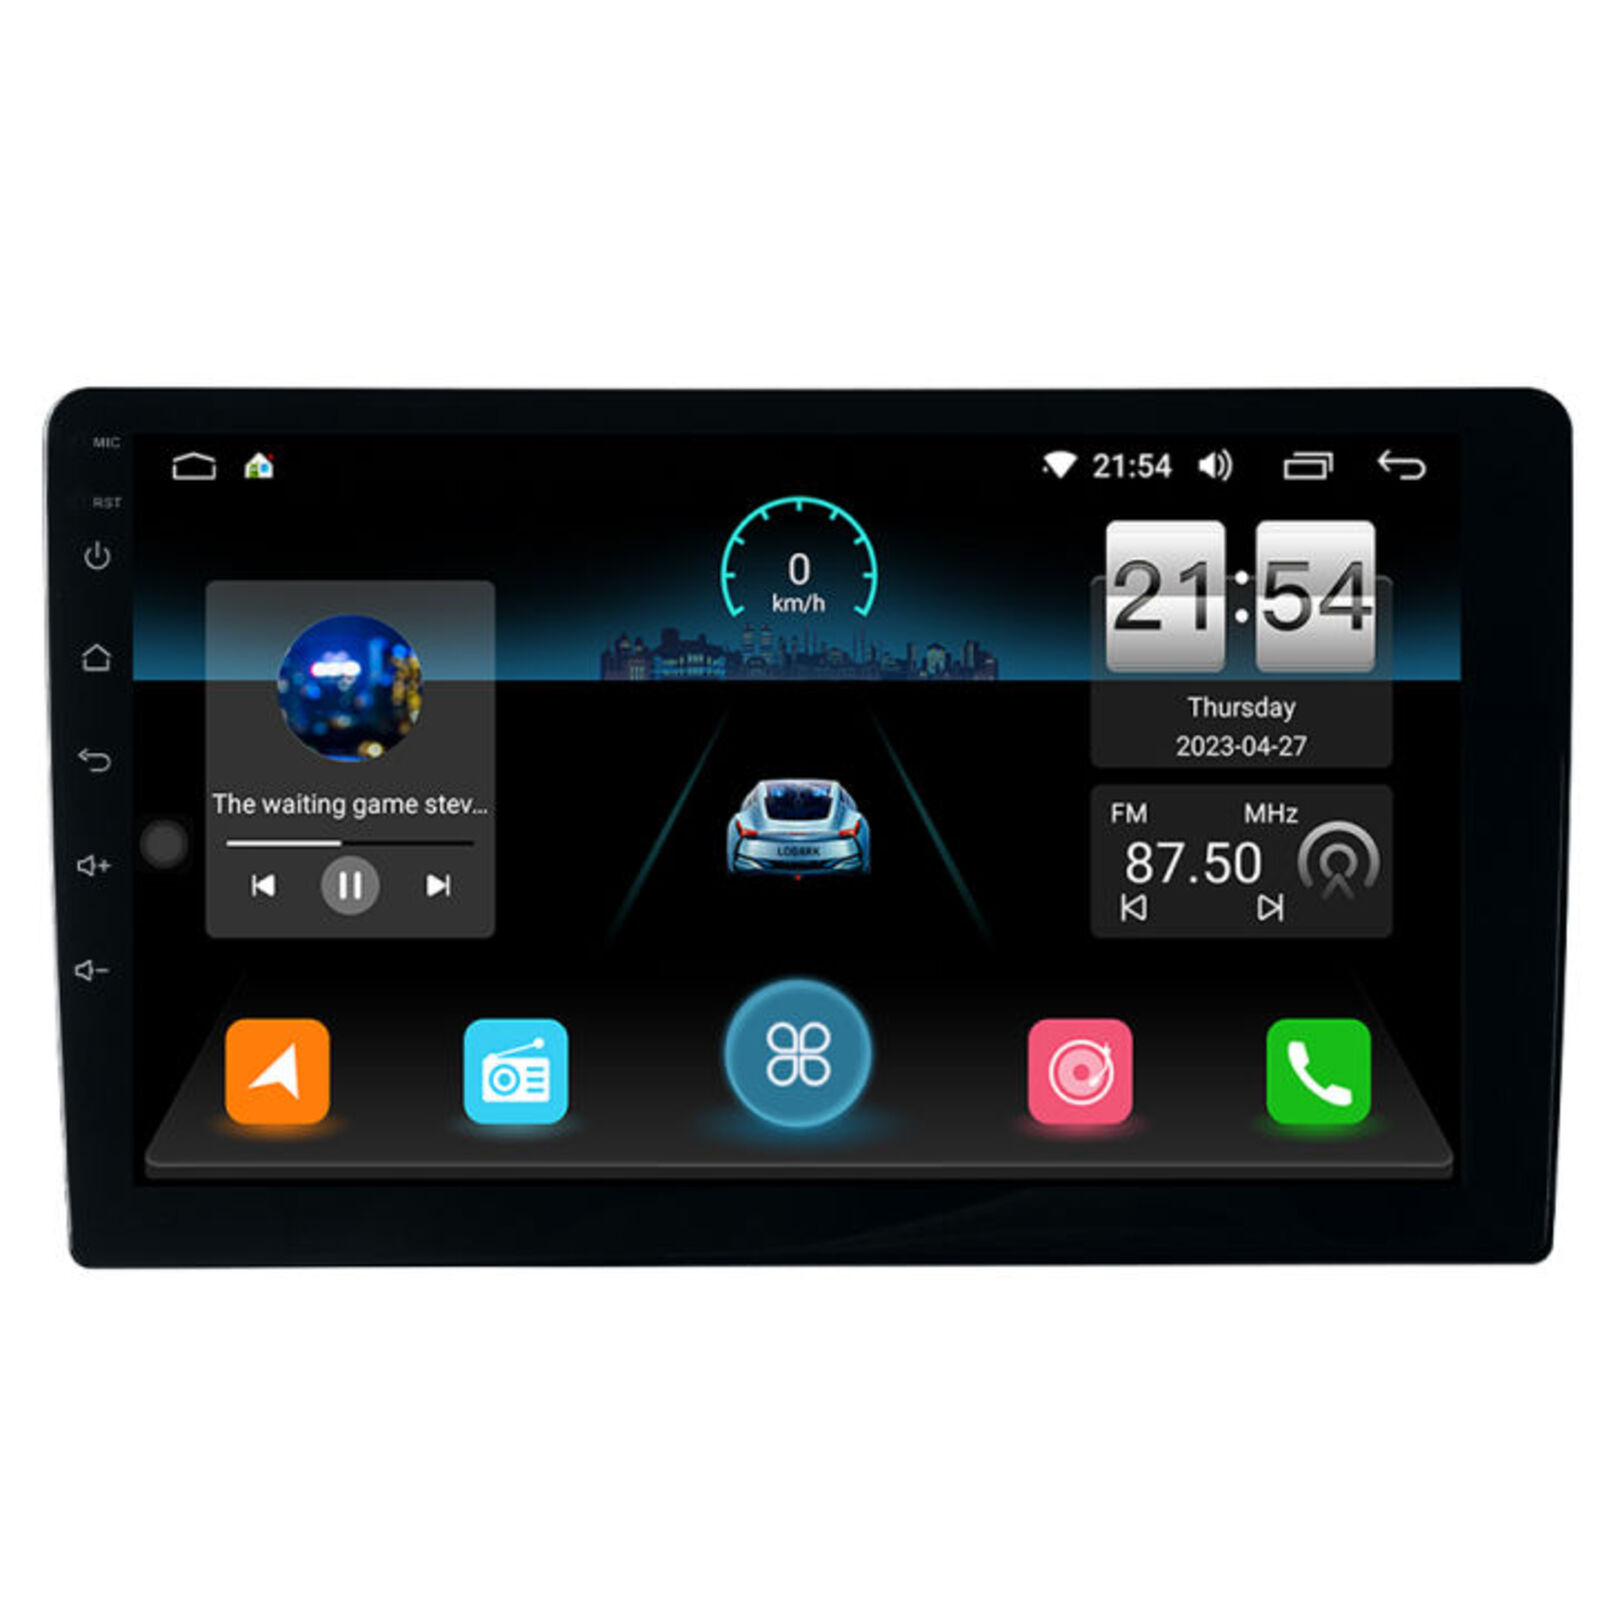 MIC
RST
21:54
0
km/h
21:54
Thursday
2023-04-27
The waiting game stev...
FM MHz
87.50